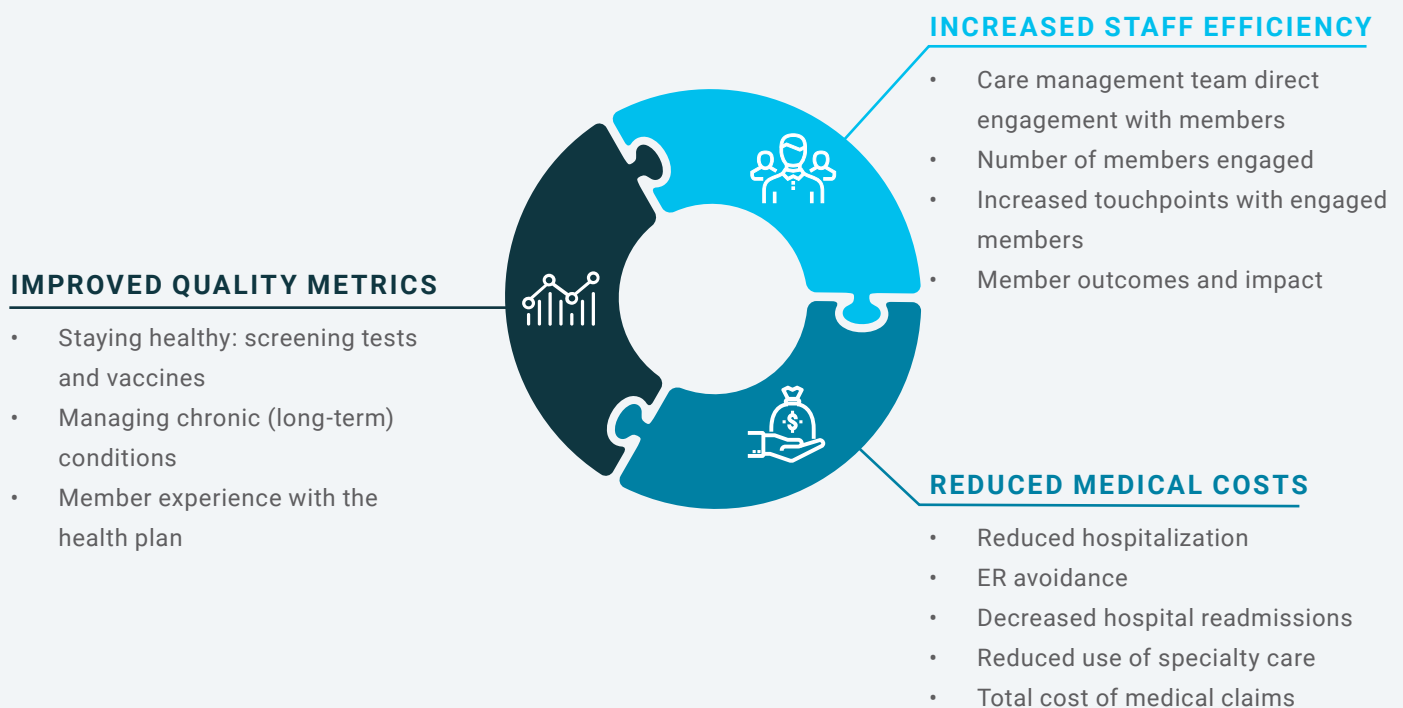 INCREASED STAFF EFFICIENCY
• Care management team direct
engagement with members
• Number of members engaged
• Increased touchpoints with engaged
members
• Member outcomes and impact
IMPROVED QUALITY METRICS
• Staying healthy: screening tests
and vaccines
• Managing chronic (long-term)
conditions
• Member experience with the
health plan
$
REDUCED MEDICAL COSTS
• Reduced hospitalization
• ER avoidance
• Decreased hospital readmissions
• Reduced use of specialty care
• Total cost of medical claims